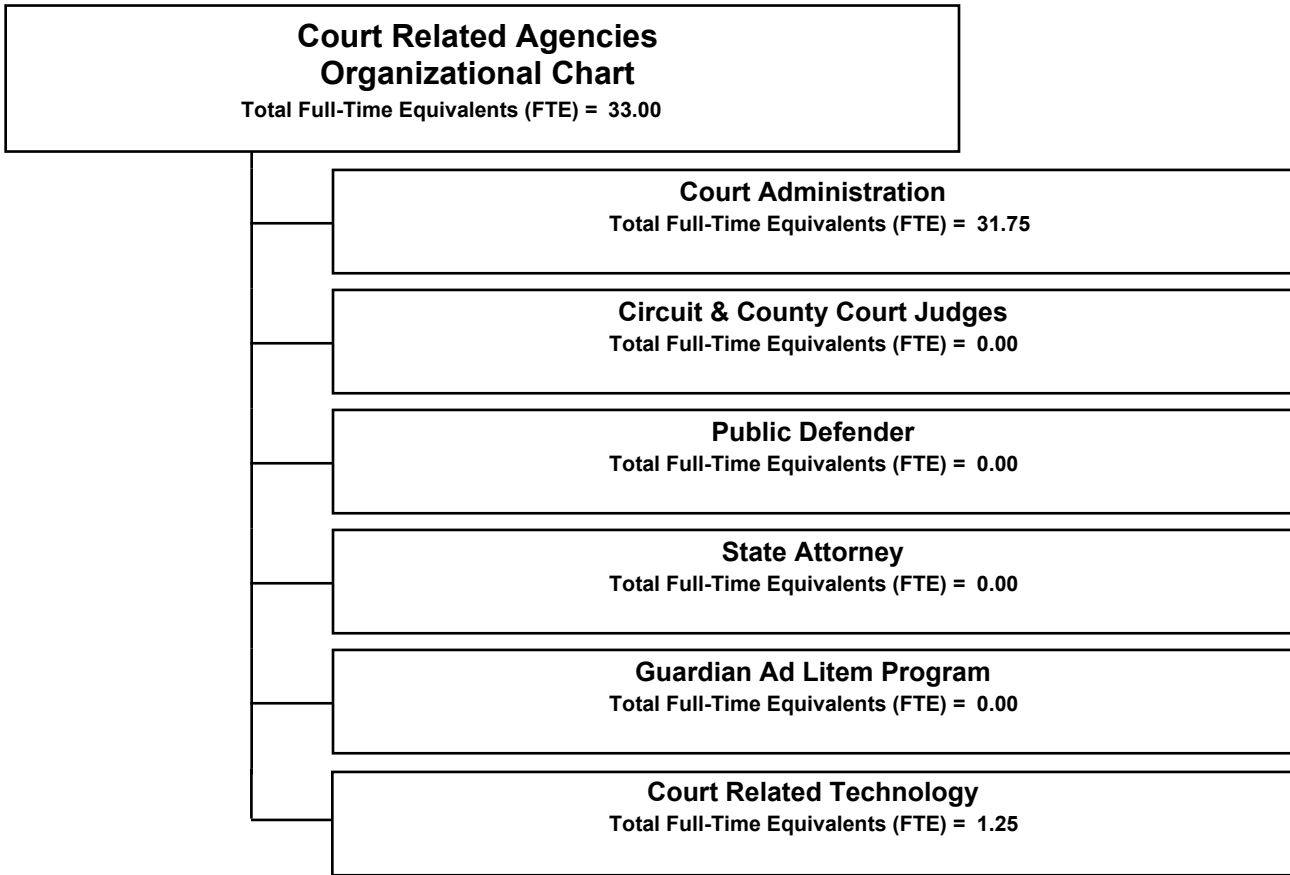 Court Related Agencies
Organizational Chart
Total Full-Time Equivalents (FTE) = 33.00
Court Administration
Total Full-Time Equivalents (FTE) = 31.75
Circuit & County Court Judges
Total Full-Time Equivalents (FTE) = 0.00
Public Defender
Total Full-Time Equivalents (FTE) = 0.00
State Attorney
Total Full-Time Equivalents (FTE) = 0.00
Guardian Ad Litem Program
Total Full-Time Equivalents (FTE) = 0.00
Court Related Technology
Total Full-Time Equivalents (FTE) = 1.25